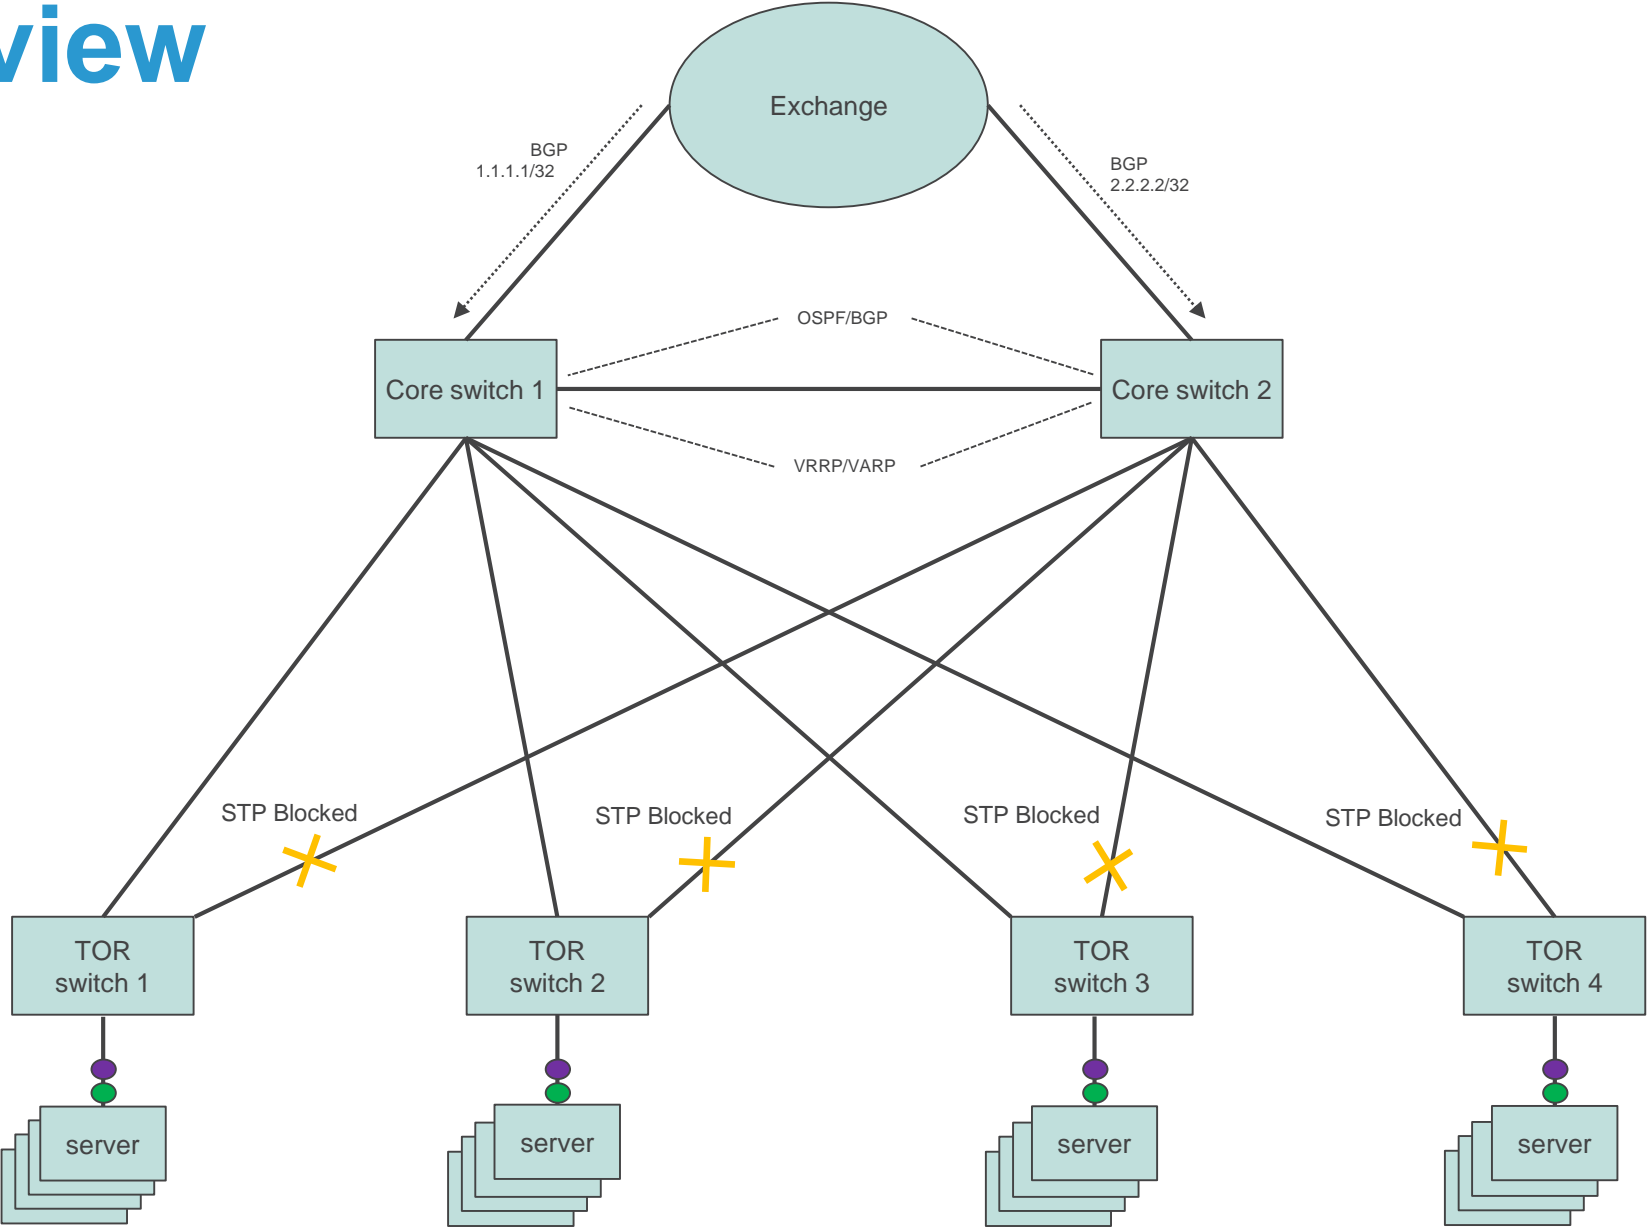 view
Exchange
BGP
1.1.1.1/32
BGP
2.2.2.2/32
OSPF/BGP
Core switch 1
Core switch 2
VRRP/VARP
STP Blocked
STP Blocked
STP Blocked
STP Blocked
TOR
switch 1
TOR
switch 2
TOR
switch 3
TOR
switch 4
server
server
server
server